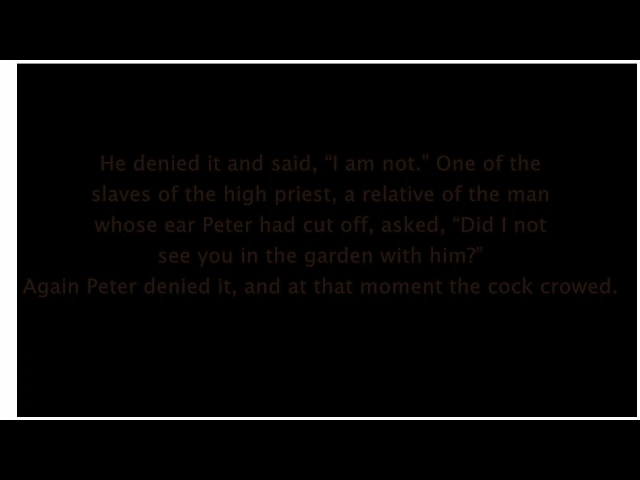 He denied it and said, “I am not.” One of the
slaves of the high priest, a relative of the man
whose ear Peter had cut off, asked, “Did I not
see you in the garden with him?”
Again Peter denied it, and at that moment the cock crowed.